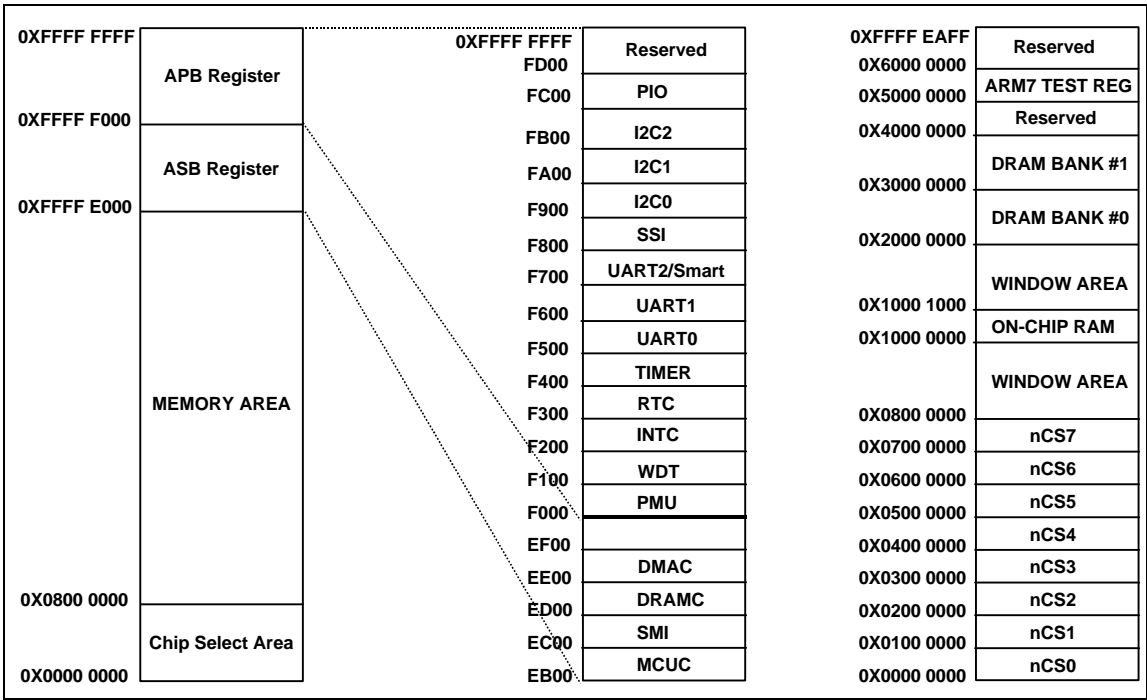 0XFFFF FFFF
APB Register
0XFFFF F000
ASB Register
0XFFFF E000
MEMORY AREA
0X0800 0000
Chip Select Area
0X0000 0000
0XFFFF FFFF
Reserved
FD00
PIO
FC00
I2C2
FB00
I2C1
FA00
I2C0
F900
SSI
F800
UART2/Smart
F700
UART1
F600
UART0
F500
TIMER
F400
RTC
F300
INTC
F200
WDT
F100
PMU
F000
EF00
DMAC
EE00
DRAMC
ED00
SMI
EC00
MCUC
EB00
0XFFFF EAFF
Reserved
0X6000 0000
ARM7 TEST REG
0X5000 0000
Reserved
0X4000 0000
DRAM BANK #1
0X3000 0000
DRAM BANK #0
0X2000 0000
WINDOW AREA
0X1000 1000
ON-CHIP RAM
0X1000 0000
WINDOW AREA
0X0800 0000
nCS7
0X0700 0000
nCS6
0X0600 0000
nCS5
0X0500 0000
nCS4
0X0400 0000
nCS3
0X0300 0000
nCS2
0X0200 0000
nCS1
0X0100 0000
nCS0
0X0000 0000